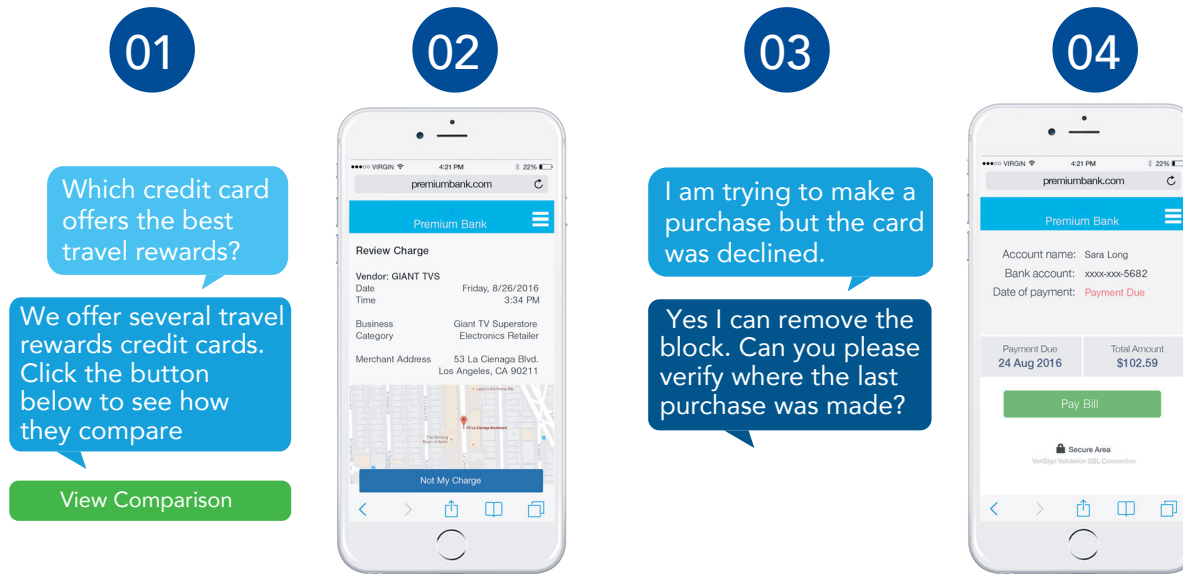 01
Which credit card
offers the best
travel rewards?
We offer several travel
rewards credit cards.
Click the button
below to see how
they compare
View Comparison
02
VIRGIN 4:21 PM 22%
premiumbank.com
Premium Bank
Review Charge
Vendor: GIANT TVS
Date Friday, 8/26/2016
Time 3:34 PM
Business Giant TV Superstore
Category Electronics Retailer
Merchant Address 53 La Cienaga Blvd.
Los Angeles, CA 90211
53 La Cienega Boulevard
Not My Charge
03
I am trying to make a
purchase but the card
was declined.
Yes I can remove the
block. Can you please
verify where the last
purchase was made?
04
VIRGIN 4:21 PM 22%
premiumbank.com
Premium Bank
Account name: Sara Long
Bank account: xxxx-xxx-5682
Date of payment: Payment Due
Payment Due Total Amount
24 Aug 2016 $102.59
Pay Bill
Secure Area
VeriSign Validation SSL Connection